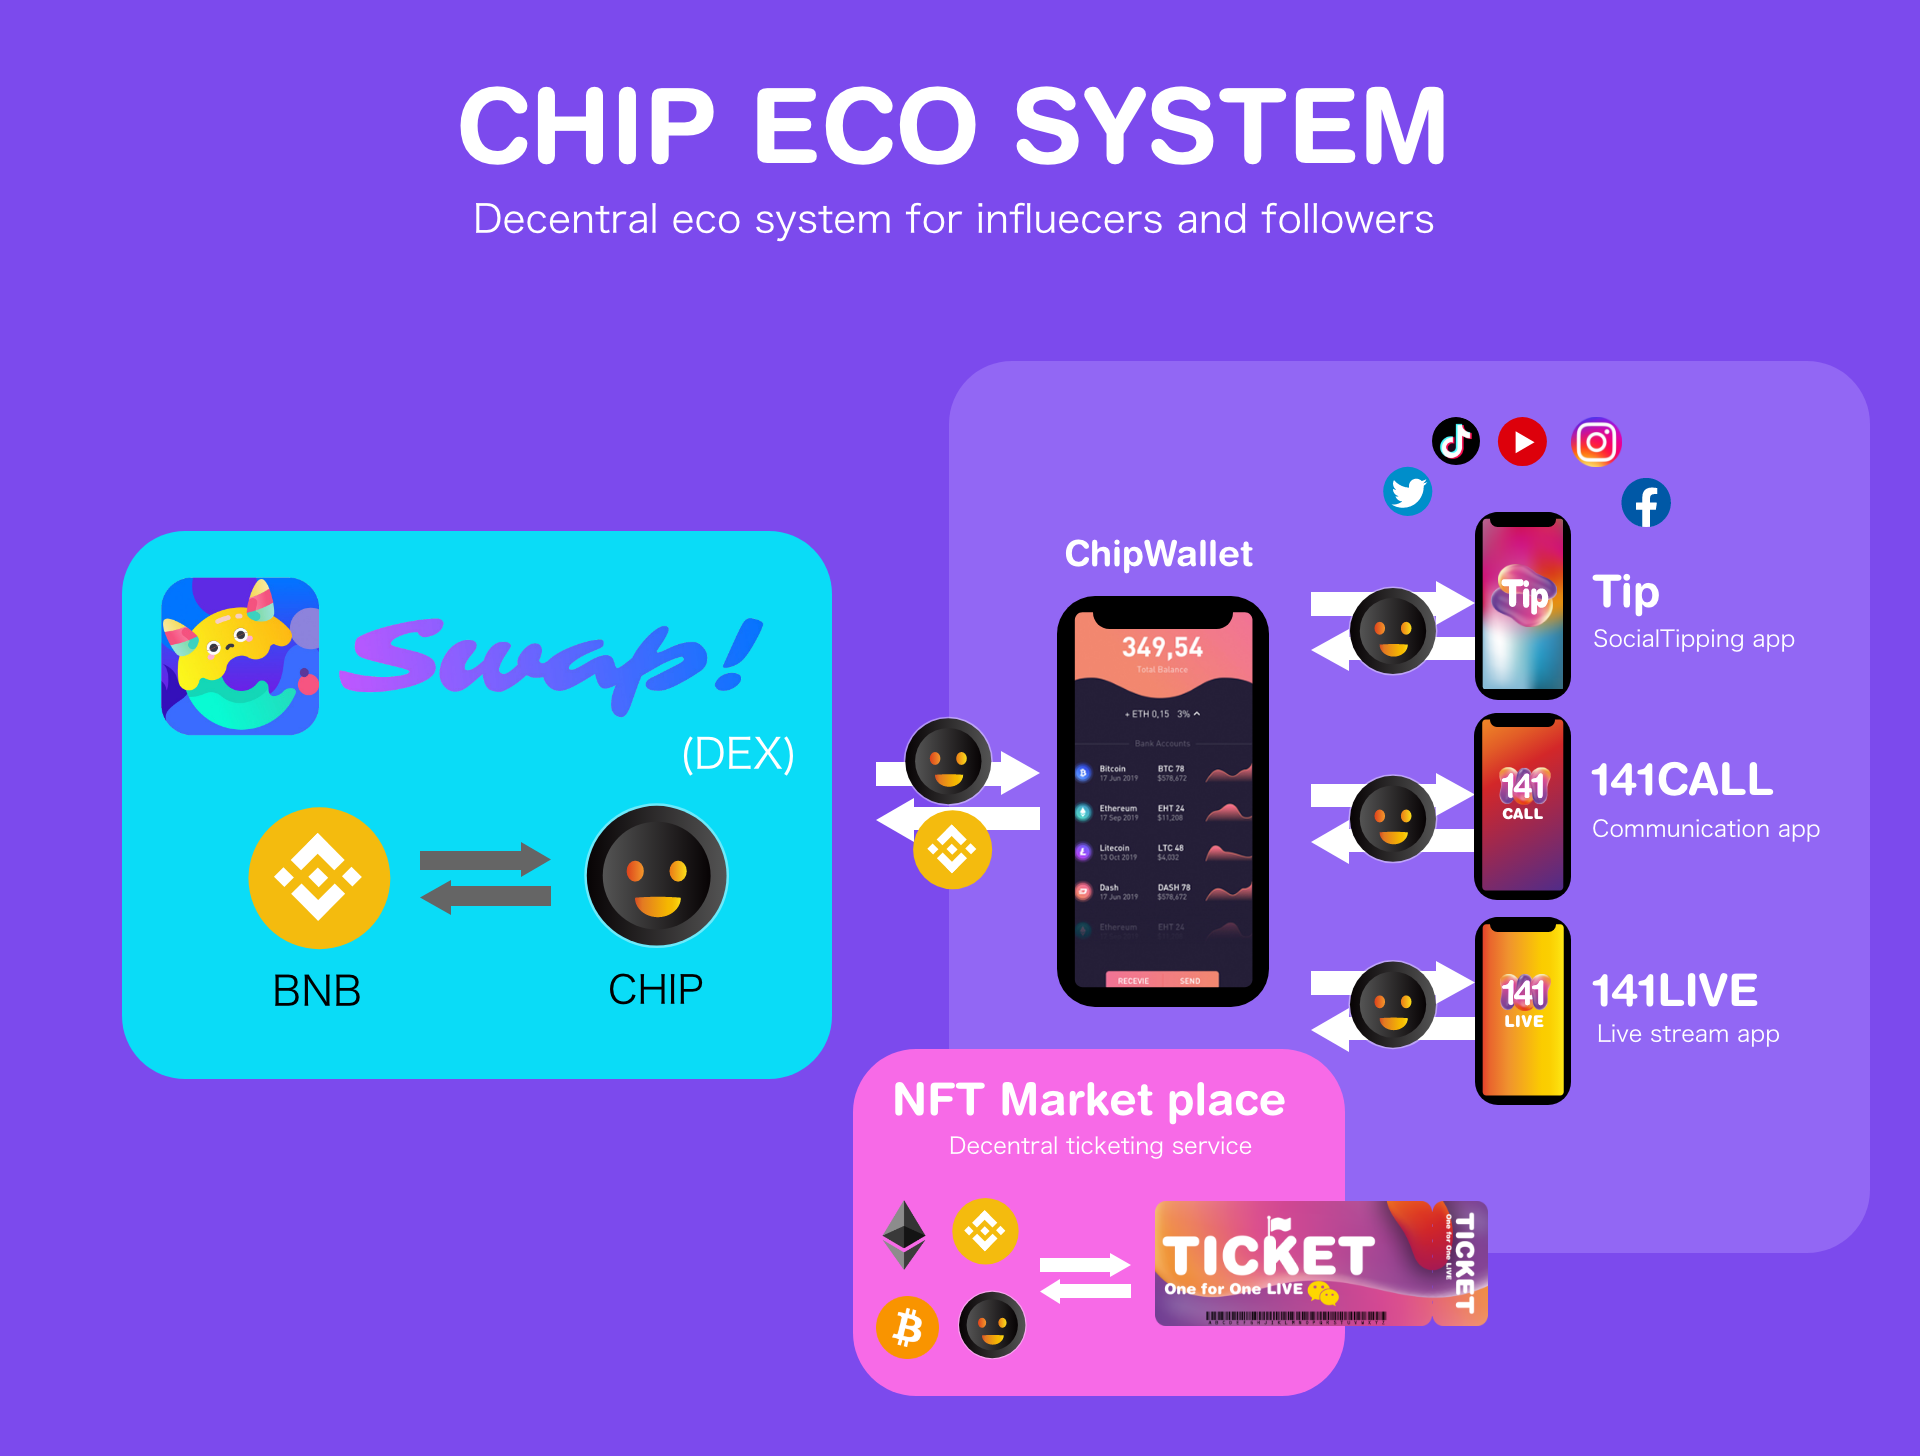 CHIP ECO SYSTEM
Decentral eco system for influecers and followers
Swap!
(DEX)
BNB
CHIP
ChipWallet
349,54
Total Balance
+ ETH 0,15 3%
Bank Accounts
Bitcoin BTC 78
17 Jun 2019 $578,672
Ethereum EHT 24
17 Sep 2019 $11,208
Litecoin LTC 48
13 Oct 2019 $4,032
Dash DASH 78
17 Jun 2019 $578,672
Ethereum EHT 24
RECEVIE SEND
Tip
Tip
SocialTipping app
141
CALL
141CALL
Communication app
141
LIVE
141LIVE
Live stream app
NFT Market place
Decentral ticketing service
TICKET
One for One LIVE
TICKET
One for One LIVE